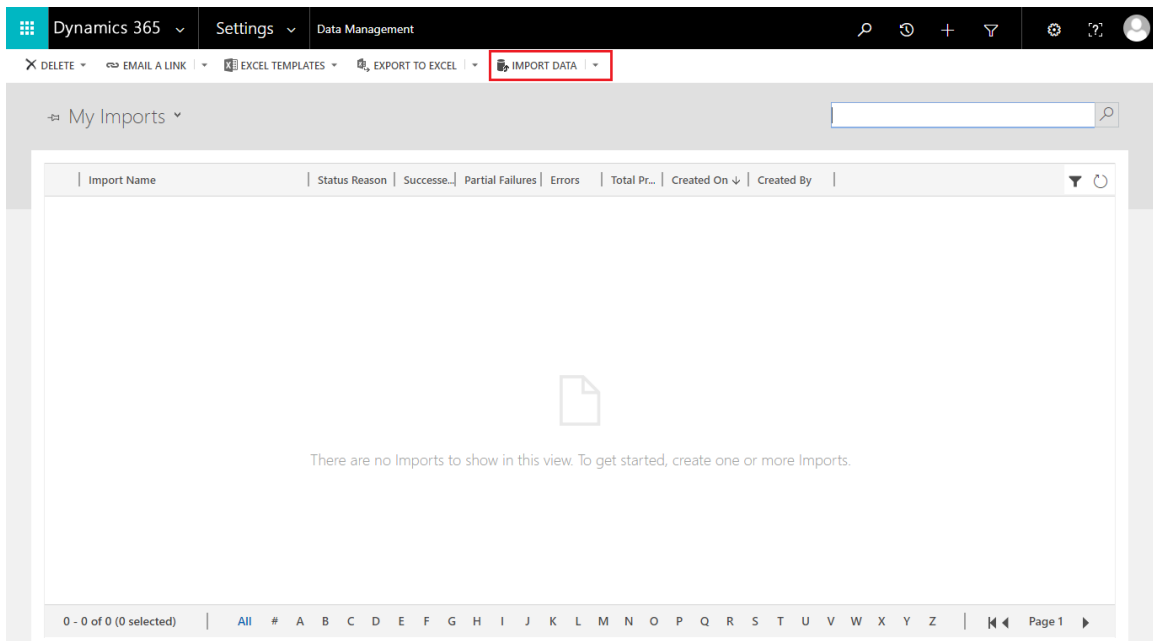 Dynamics 365 Settings Data Management
DELETE EMAIL A LINK EXCEL TEMPLATES EXPORT TO EXCEL IMPORT DATA
My Imports
Import Name Status Reason Successe... Partial Failures Errors Total Pr... Created On ↓ Created By
There are no Imports to show in this view. To get started, create one or more Imports.
0 - 0 of 0 (0 selected) All # A B C D E F G H I J K L M N O P Q R S T U V W X Y Z Page 1